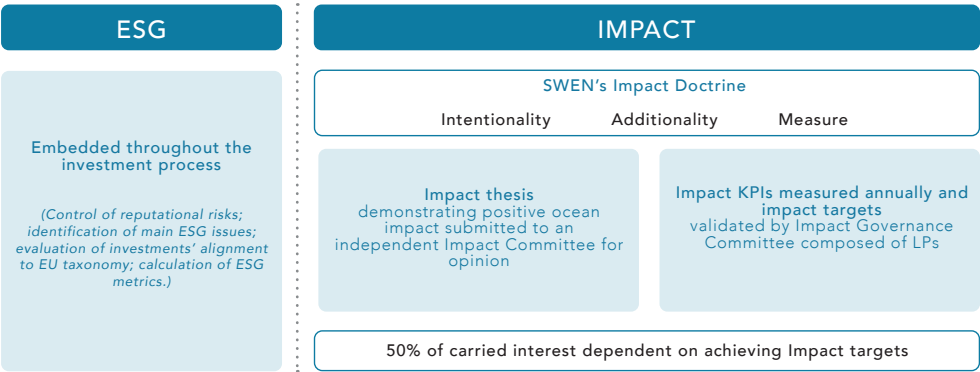 ESG
Embedded throughout the
investment process
(Control of reputational risks;
identification of main ESG issues;
evaluation of investments’ alignment
to EU taxonomy; calculation of ESG
metrics.)
IMPACT
SWEN’s Impact Doctrine
Intentionality Additionality Measure
Impact thesis
demonstrating positive ocean
impact submitted to an
independent Impact Committee for
opinion
Impact KPIs measured annually and
impact targets
validated by Impact Governance
Committee composed of LPs
50% of carried interest dependent on achieving Impact targets